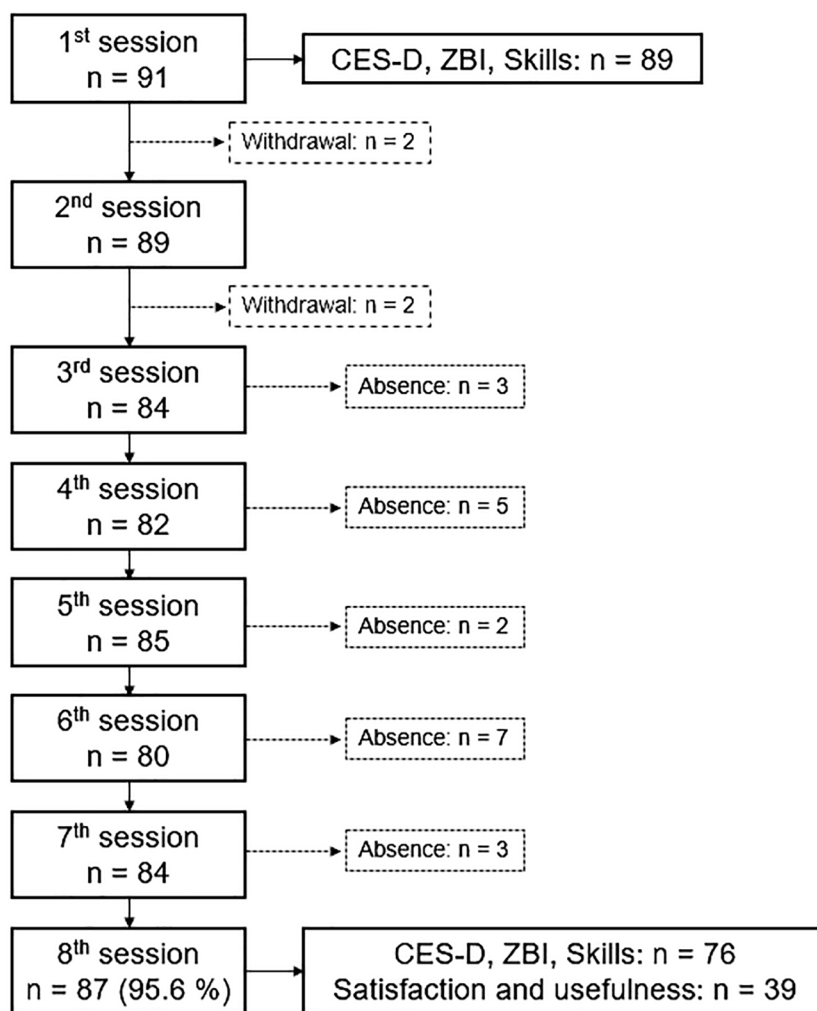 1st session
n = 91
CES-D, ZBI, Skills: n = 89
Withdrawal: n = 2
2nd session
n = 89
Withdrawal: n = 2
3rd session
n = 84
Absence: n = 3
4th session
n = 82
Absence: n = 5
5th session
n = 85
Absence: n = 2
6th session
n = 80
Absence: n = 7
7th session
n = 84
Absence: n = 3
8th session
n = 87 (95.6 %)
CES-D, ZBI, Skills: n = 76
Satisfaction and usefulness: n = 39